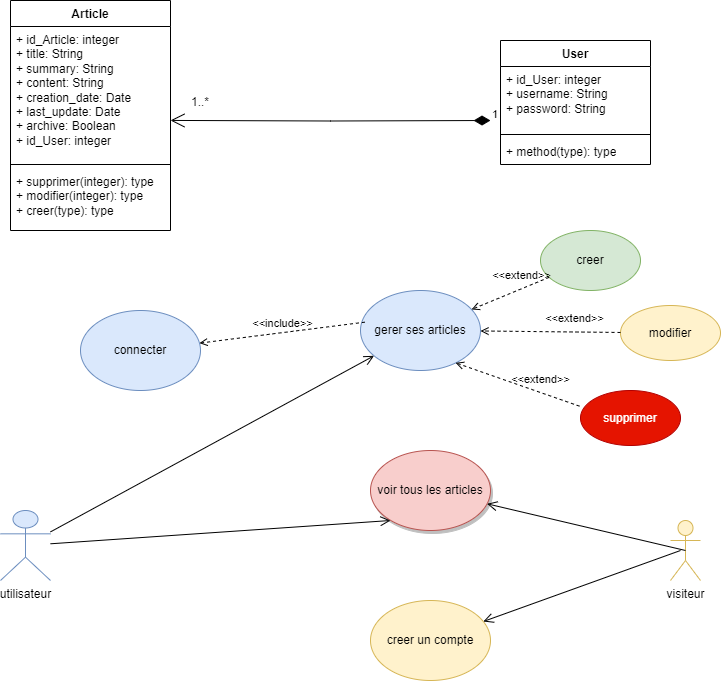 Article
+ id_Article: integer
+ title: String
+ summary: String
+ content: String
+ creation_date: Date
+ last_update: Date
+ archive: Boolean
+ id_User: integer
+ supprimer(integer): type
+ modifier(integer): type
+ creer(type): type
1..*
1
User
+ id_User: integer
+ username: String
+ password: String
+ method(type): type
creer
<<extend>>
gerer ses articles
<<extend>>
modifier
<<include>>
connecter
<<extend>>
supprimer
voir tous les articles
utilisateur
visiteur
creer un compte